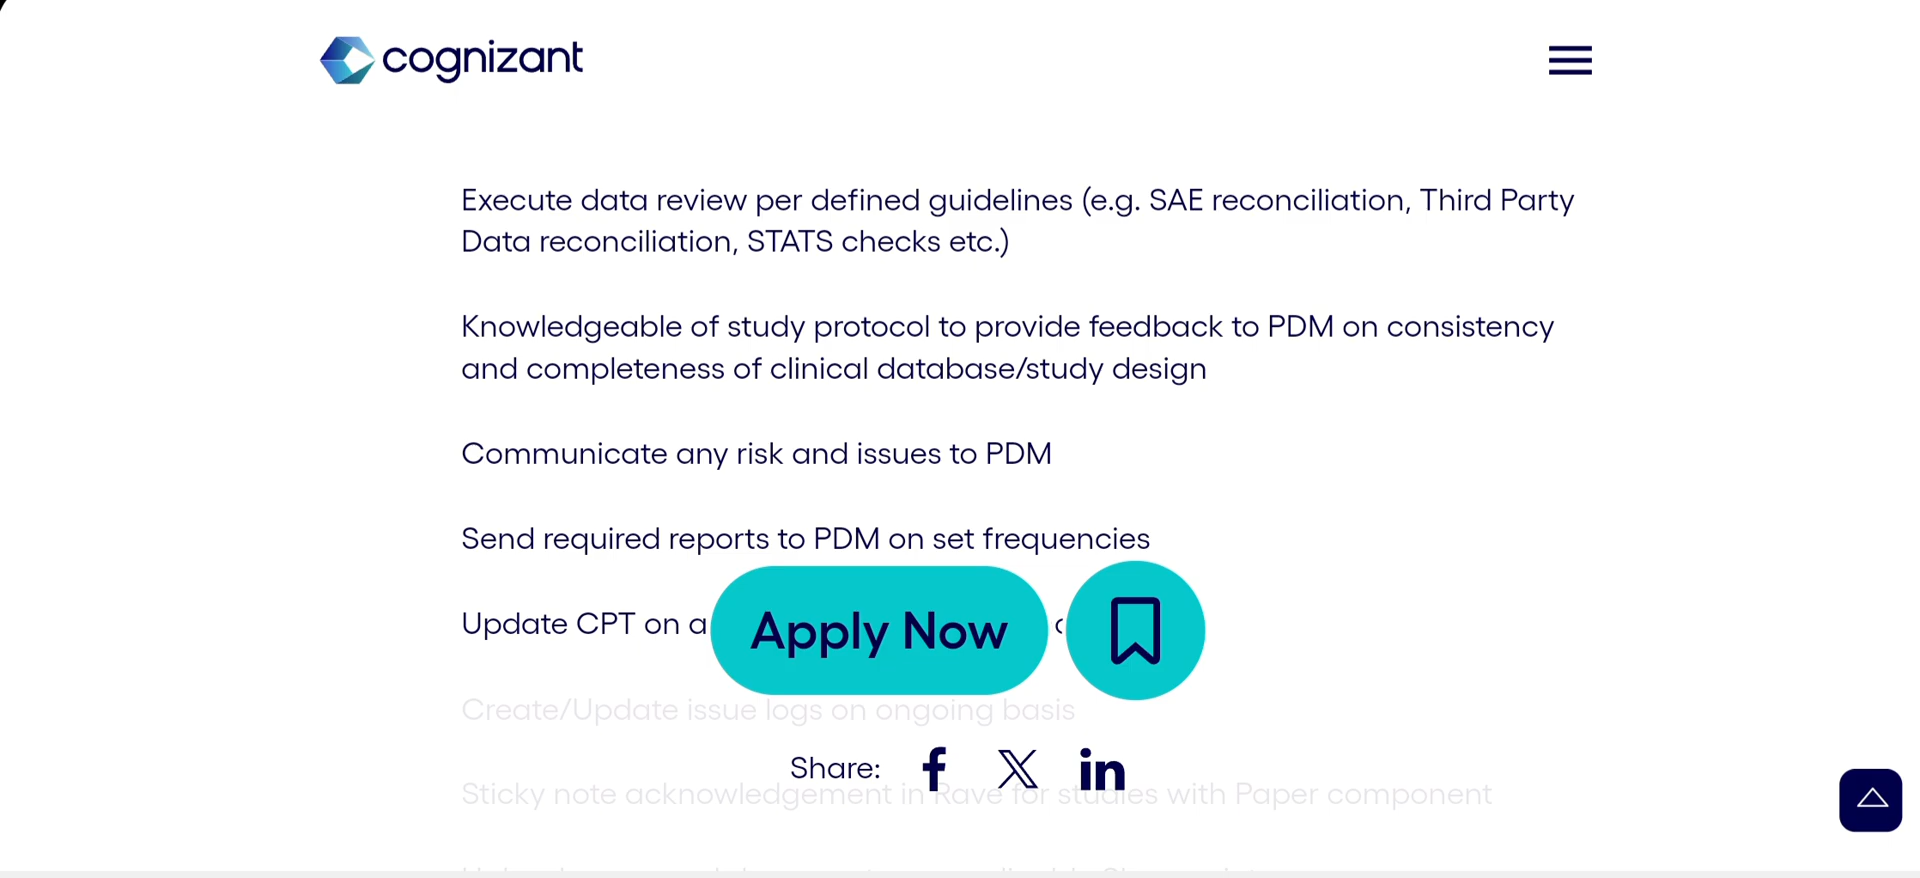 cognizant
Execute data review per defined guidelines (e.g. SAE reconciliation, Third Party
Data reconciliation, STATS checks etc.)
Knowledgeable of study protocol to provide feedback to PDM on consistency
and completeness of clinical database/study design
Communicate any risk and issues to PDM
Send required reports to PDM on set frequencies
Update CPT on a
Apply Now
Create/Update issue logs on ongoing basis
Share:
Sticky note acknowledgement in Rave for studies with Paper component